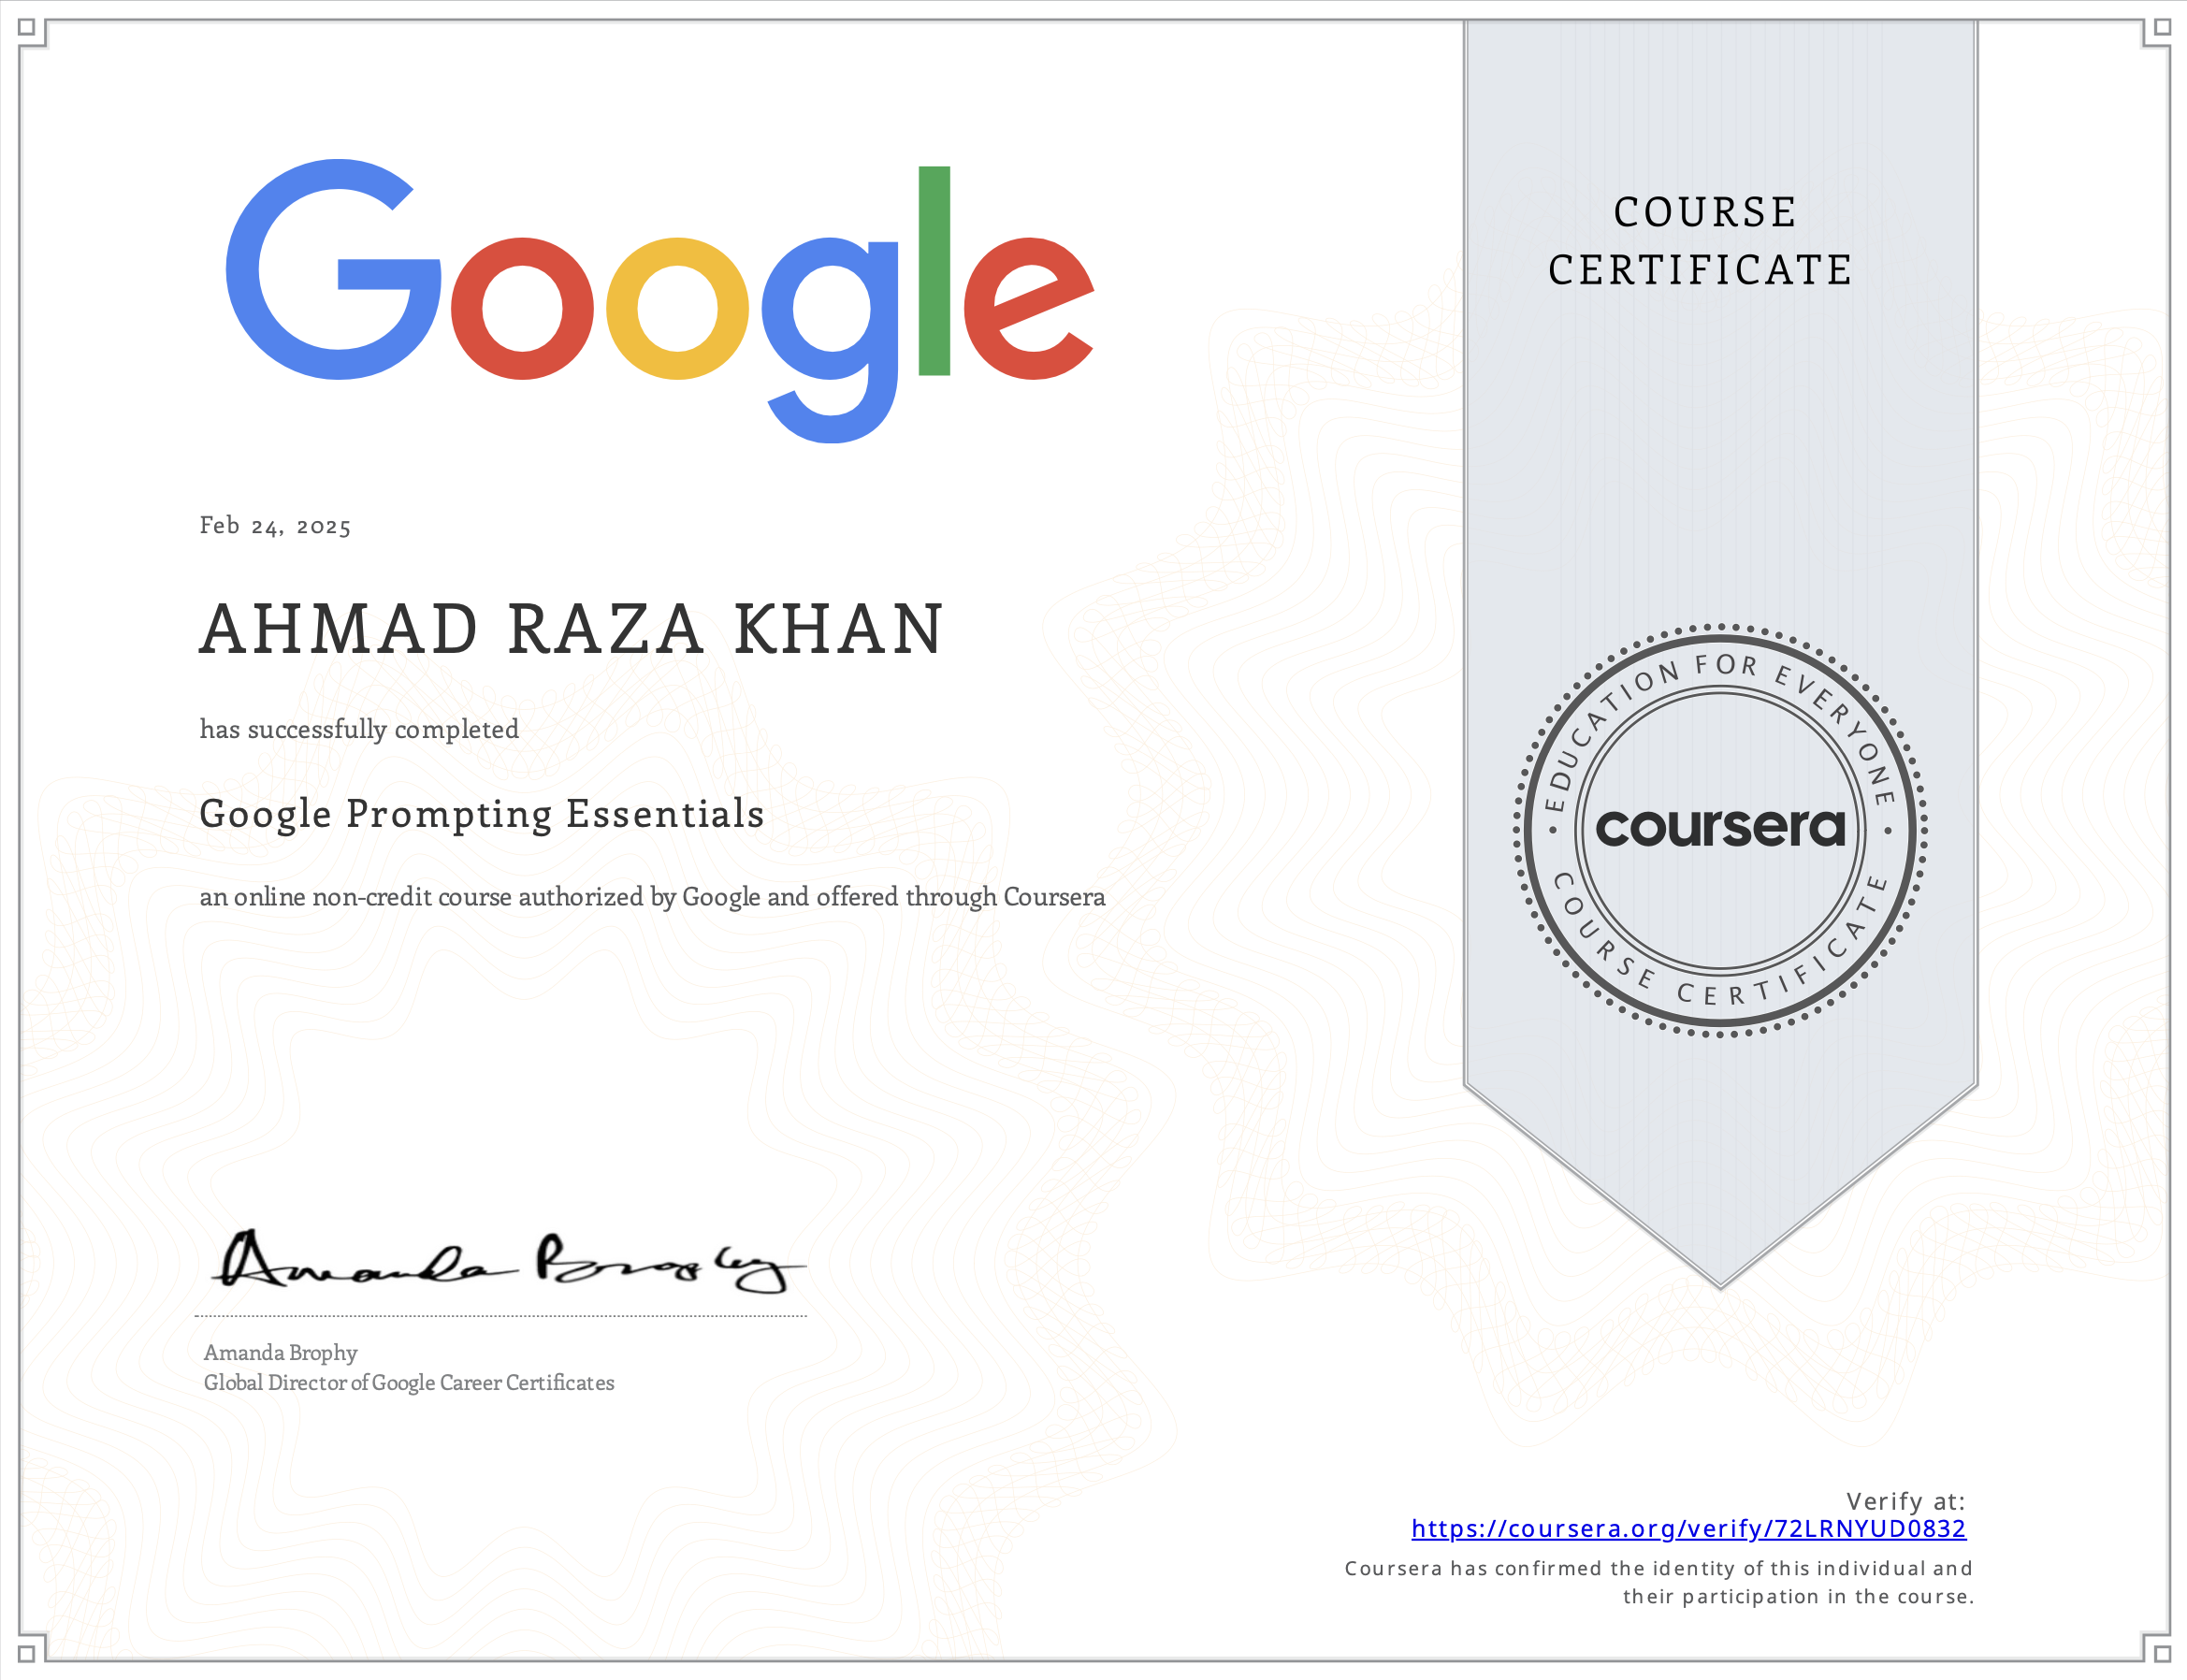 Google
COURSE
CERTIFICATE
Feb 24, 2025
AHMAD RAZA KHAN
has successfully completed
Google Prompting Essentials
an online non-credit course authorized by Google and offered through Coursera
EDUCATION FOR EVERYONE
coursera
COURSE CERTIFICATE
Amanda Brophy
Amanda Brophy
Global Director of Google Career Certificates
Verify at:
https://coursera.org/verify/72LRNYUD0832
Coursera has confirmed the identity of this individual and
their participation in the course.